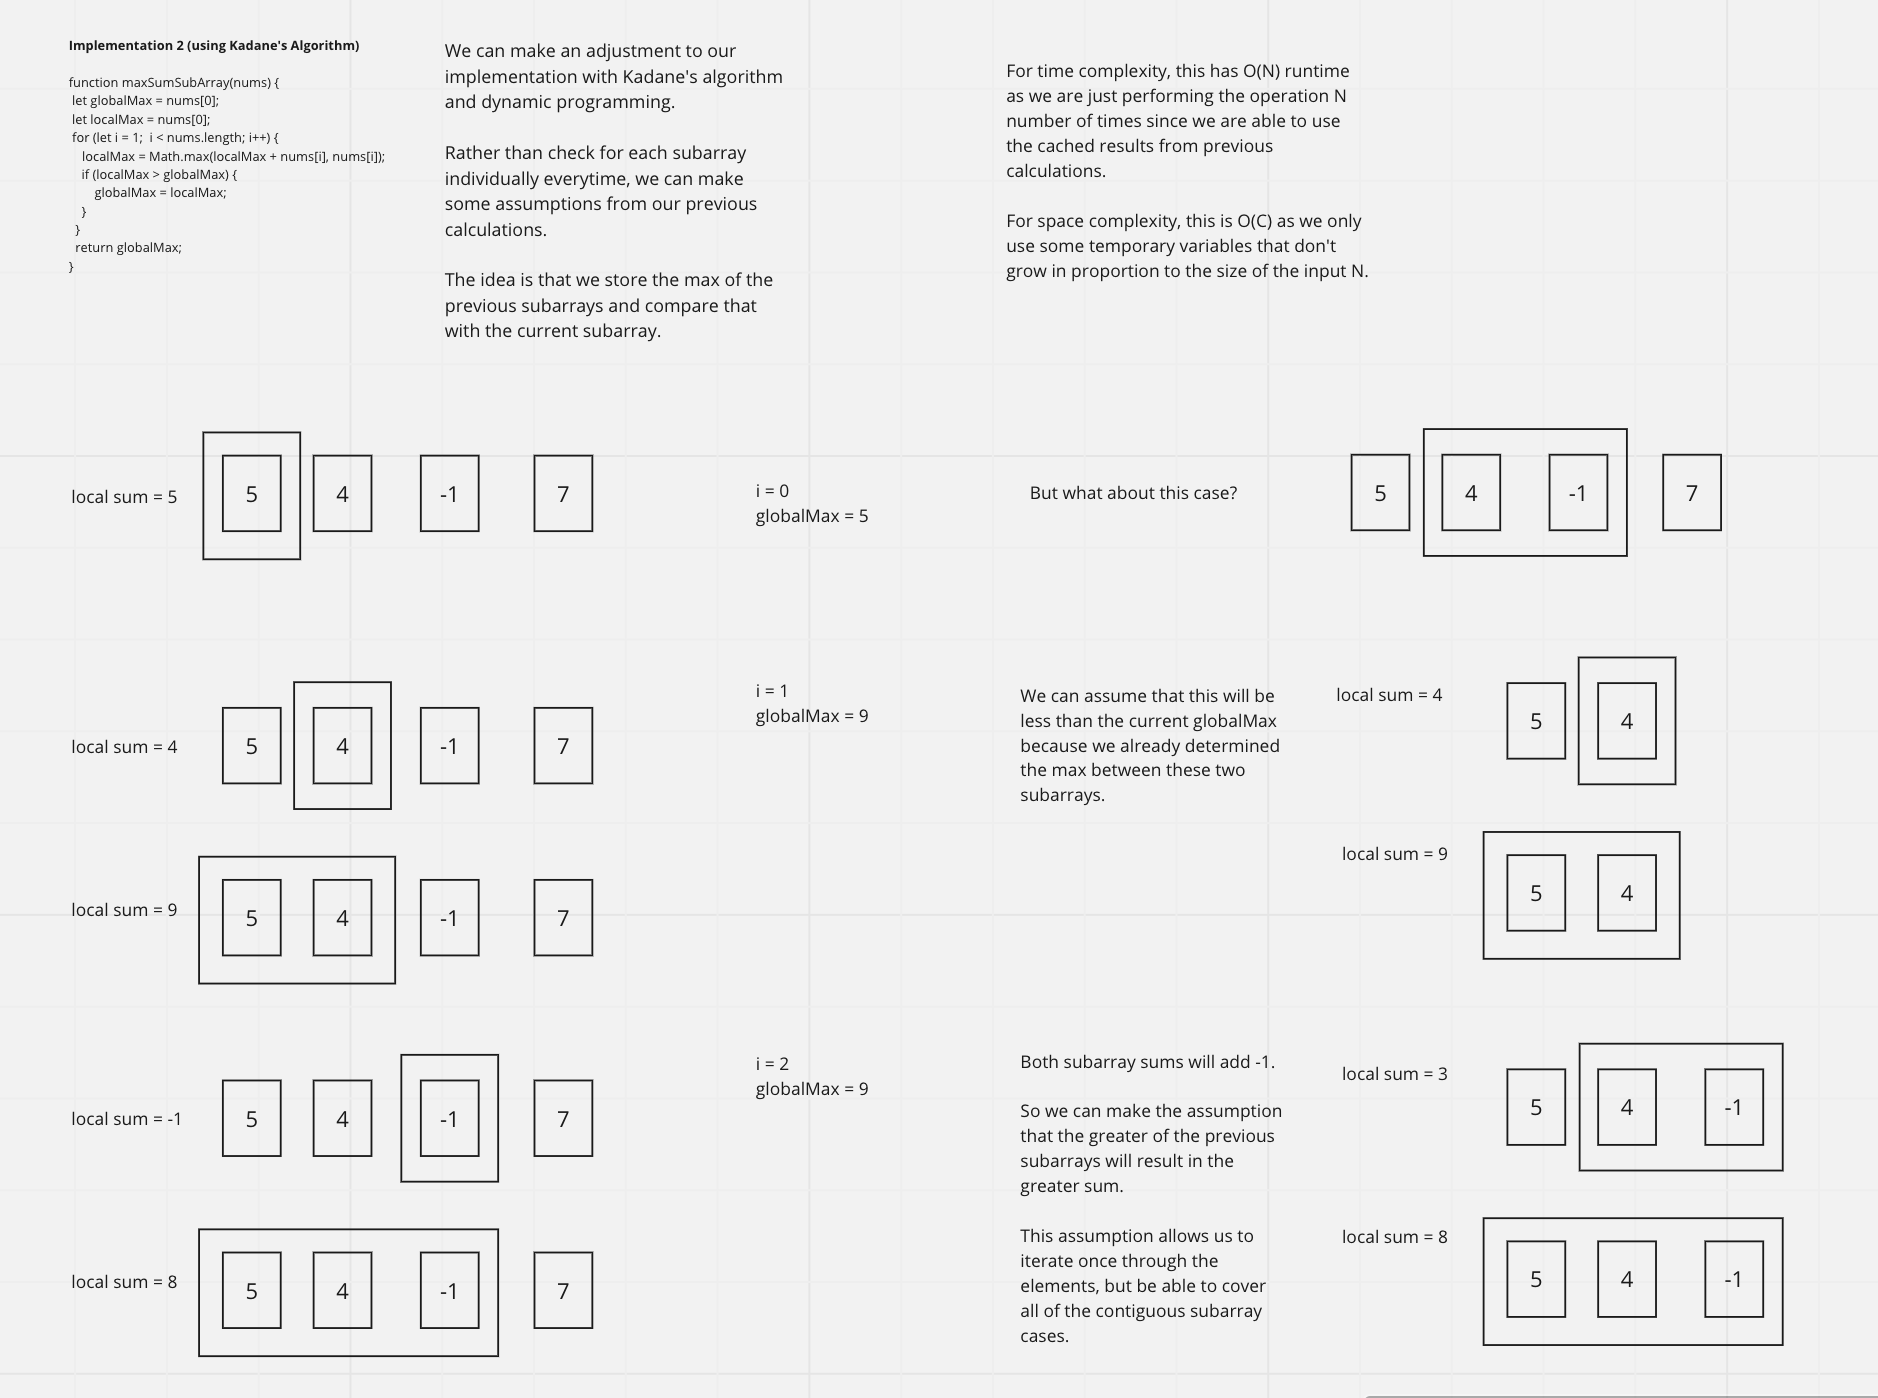 Implementation 2 (using Kadane's Algorithm)
function maxSumSubArray(nums) {
let globalMax = nums[0];
let localMax = nums[0];
for (let i = 1;  i < nums.length; i++) {
localMax = Math.max(localMax + nums[i], nums[i]);
if (localMax > globalMax) {
globalMax = localMax;
}
}
return globalMax;
}
We can make an adjustment to our
implementation with Kadane's algorithm
and dynamic programming.
Rather than check for each subarray
individually everytime, we can make
some assumptions from our previous
calculations.
The idea is that we store the max of the
previous subarrays and compare that
with the current subarray.
For time complexity, this has O(N) runtime
as we are just performing the operation N
number of times since we are able to use
the cached results from previous
calculations.
For space complexity, this is O(C) as we only
use some temporary variables that don't
grow in proportion to the size of the input N.
local sum = 5
5 4 -1 7
i = 0
globalMax = 5
But what about this case?
5 4 -1 7
local sum = 4
5 4 -1 7
i = 1
globalMax = 9
local sum = 9
5 4 -1 7
We can assume that this will be
less than the current globalMax
because we already determined
the max between these two
subarrays.
local sum = 4
5 4
local sum = 9
5 4
local sum = -1
5 4 -1 7
i = 2
globalMax = 9
local sum = 8
5 4 -1 7
Both subarray sums will add -1.
So we can make the assumption
that the greater of the previous
subarrays will result in the
greater sum.
This assumption allows us to
iterate once through the
elements, but be able to cover
all of the contiguous subarray
cases.
local sum = 3
5 4 -1
local sum = 8
5 4 -1